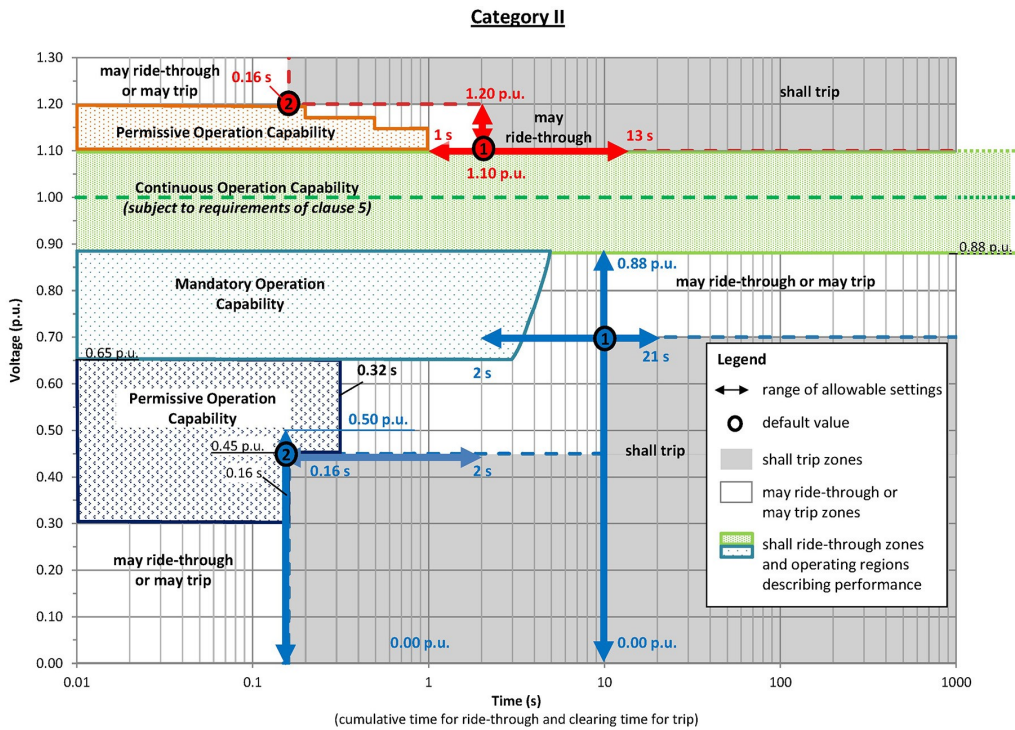 Category II
1.30
1.20
1.10
1.00
0.90
0.80
0.70
0.60
0.50
0.40
0.30
0.20
0.10
0.00
Voltage (p.u.)
may ride-through
or may trip
0.16 s
2
1.20 p.u.
shall trip
Permissive Operation Capability
1 s
may
ride-through
13 s
1
1.10 p.u.
Continuous Operation Capability
(subject to requirements of clause 5)
0.88 p.u.
0.88 p.u.
Mandatory Operation
Capability
may ride-through or may trip
1
2 s
21 s
0.65 p.u.
0.32 s
Permissive Operation
Capability
0.50 p.u.
0.45 p.u.
2
0.16 s
2 s
0.16 s
shall trip
may ride-through
or may trip
0.00 p.u.
0.00 p.u.
Legend
range of allowable settings
default value
shall trip zones
may ride-through or
may trip zones
shall ride-through zones
and operating regions
describing performance
0.01
0.1
1
10
100
1000
Time (s)
(cumulative time for ride-through and clearing time for trip)